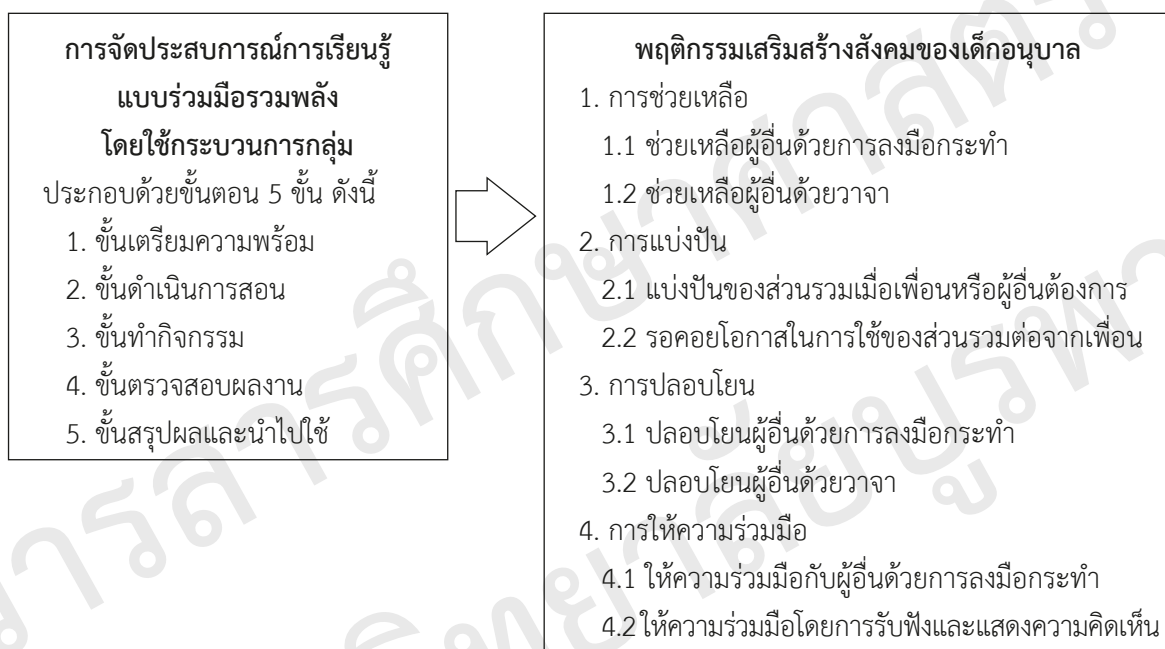 การจัดประสบการณ์การเรียนรู้
แบบร่วมมือรวมพลัง
โดยใช้กระบวนการกลุ่ม
ประกอบด้วยขั้นตอน 5 ขั้น ดังนี้
1. ขั้นเตรียมความพร้อม
2. ขั้นดำเนินการสอน
3. ขั้นทำกิจกรรม
4. ขั้นตรวจสอบผลงาน
5. ขั้นสรุปผลและนำไปใช้
พฤติกรรมเสริมสร้างสังคมของเด็กอนุบาล
1. การช่วยเหลือ
1.1 ช่วยเหลือผู้อื่นด้วยการลงมือกระทำ
1.2 ช่วยเหลือผู้อื่นด้วยวาจา
2. การแบ่งปัน
2.1 แบ่งปันของส่วนรวมเมื่อเพื่อนหรือผู้อื่นต้องการ
2.2 รอคอยโอกาสในการใช้ของส่วนรวมต่อจากเพื่อน
3. การปลอบโยน
3.1 ปลอบโยนผู้อื่นด้วยการลงมือกระทำ
3.2 ปลอบโยนผู้อื่นด้วยวาจา
4. การให้ความร่วมมือ
4.1 ให้ความร่วมมือกับผู้อื่นด้วยการลงมือกระทำ
4.2 ให้ความร่วมมือโดยการรับฟังและแสดงความคิดเห็น